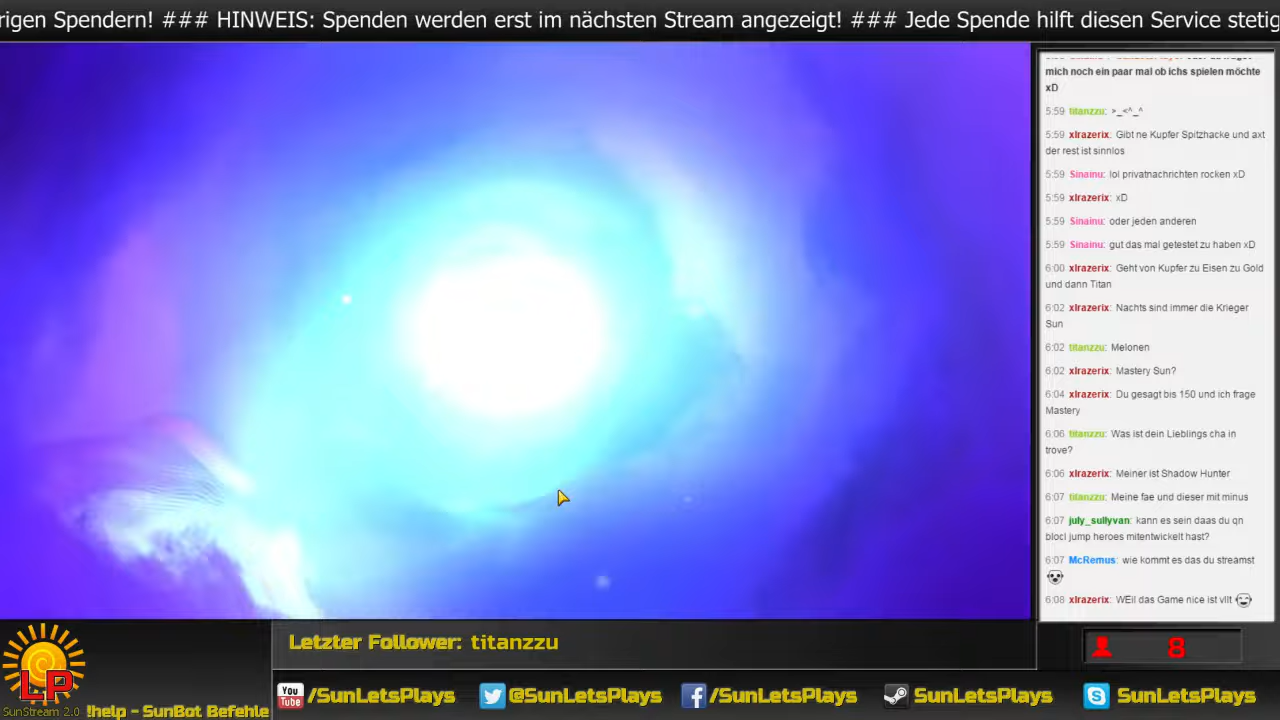 rigen Spendern! ### HINWEIS: Spenden werden erst im nächsten Stream angezeigt! ### Jede Spende hilft diesen Service stetig
mich noch ein paar mal ob ichs spielen möchte
xD
5:59 titanzzu: >_<^_^
5:59 xlrazerix: Gibt ne Kupfer Spitzhacke und axt
der rest ist sinnlos
5:59 Sinainu: lol privatnachrichten rocken xD
5:59 xlrazerix: xD
5:59 Sinainu: oder jeden anderen
5:59 Sinainu: gut das mal getestet zu haben xD
6:00 xlrazerix: Geht von Kupfer zu Eisen zu Gold
und dann Titan
6:02 xlrazerix: Nachts sind immer die Krieger
Sun
6:02 titanzzu: Melonen
6:02 xlrazerix: Mastery Sun?
6:04 xlrazerix: Du gesagt bis 150 und ich frage
Mastery
6:06 titanzzu: Was ist dein Lieblings cha in
trove?
6:06 xlrazerix: Meiner ist Shadow Hunter
6:07 titanzzu: Meine fae und dieser mit minus
6:07 july_sullyvan: kann es sein daas du qn
blocl jump heroes mitentwickelt hast?
6:07 McRemus: wie kommt es das du streamst
6:08 xlrazerix: WEil das Game nice ist vllt
Letzter Follower: titanzzu
8
LP
SunStream 2.0
!help - SunBot Befehle
You Tube /SunLetsPlays
@SunLetsPlays
/SunLetsPlays
SunLetsPlays
SunLetsPlays